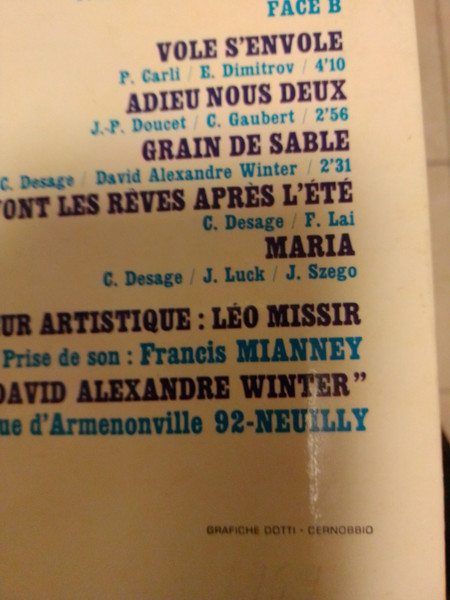 FACE B
VOLE S'ENVOLE
P. Carli / E. Dimitrov / 4'10
ADIEU NOUS DEUX
J.-P. Doucet / C. Gaubert / 2'56
GRAIN DE SABLE
C. Desage / David Alexandre Winter / 2'31
VONT LES RÊVES APRÈS L'ÉTÉ
C. Desage / F. Lai
MARIA
C. Desage / J. Luck / J. Szego
UR ARTISTIQUE : LÉO MISSIR
Prise de son : Francis MIANNEY
DAVID ALEXANDRE WINTER"
ue d'Armenonville 92-NEUILLY
GRAFICHE DOTTI - CERNOBBIO